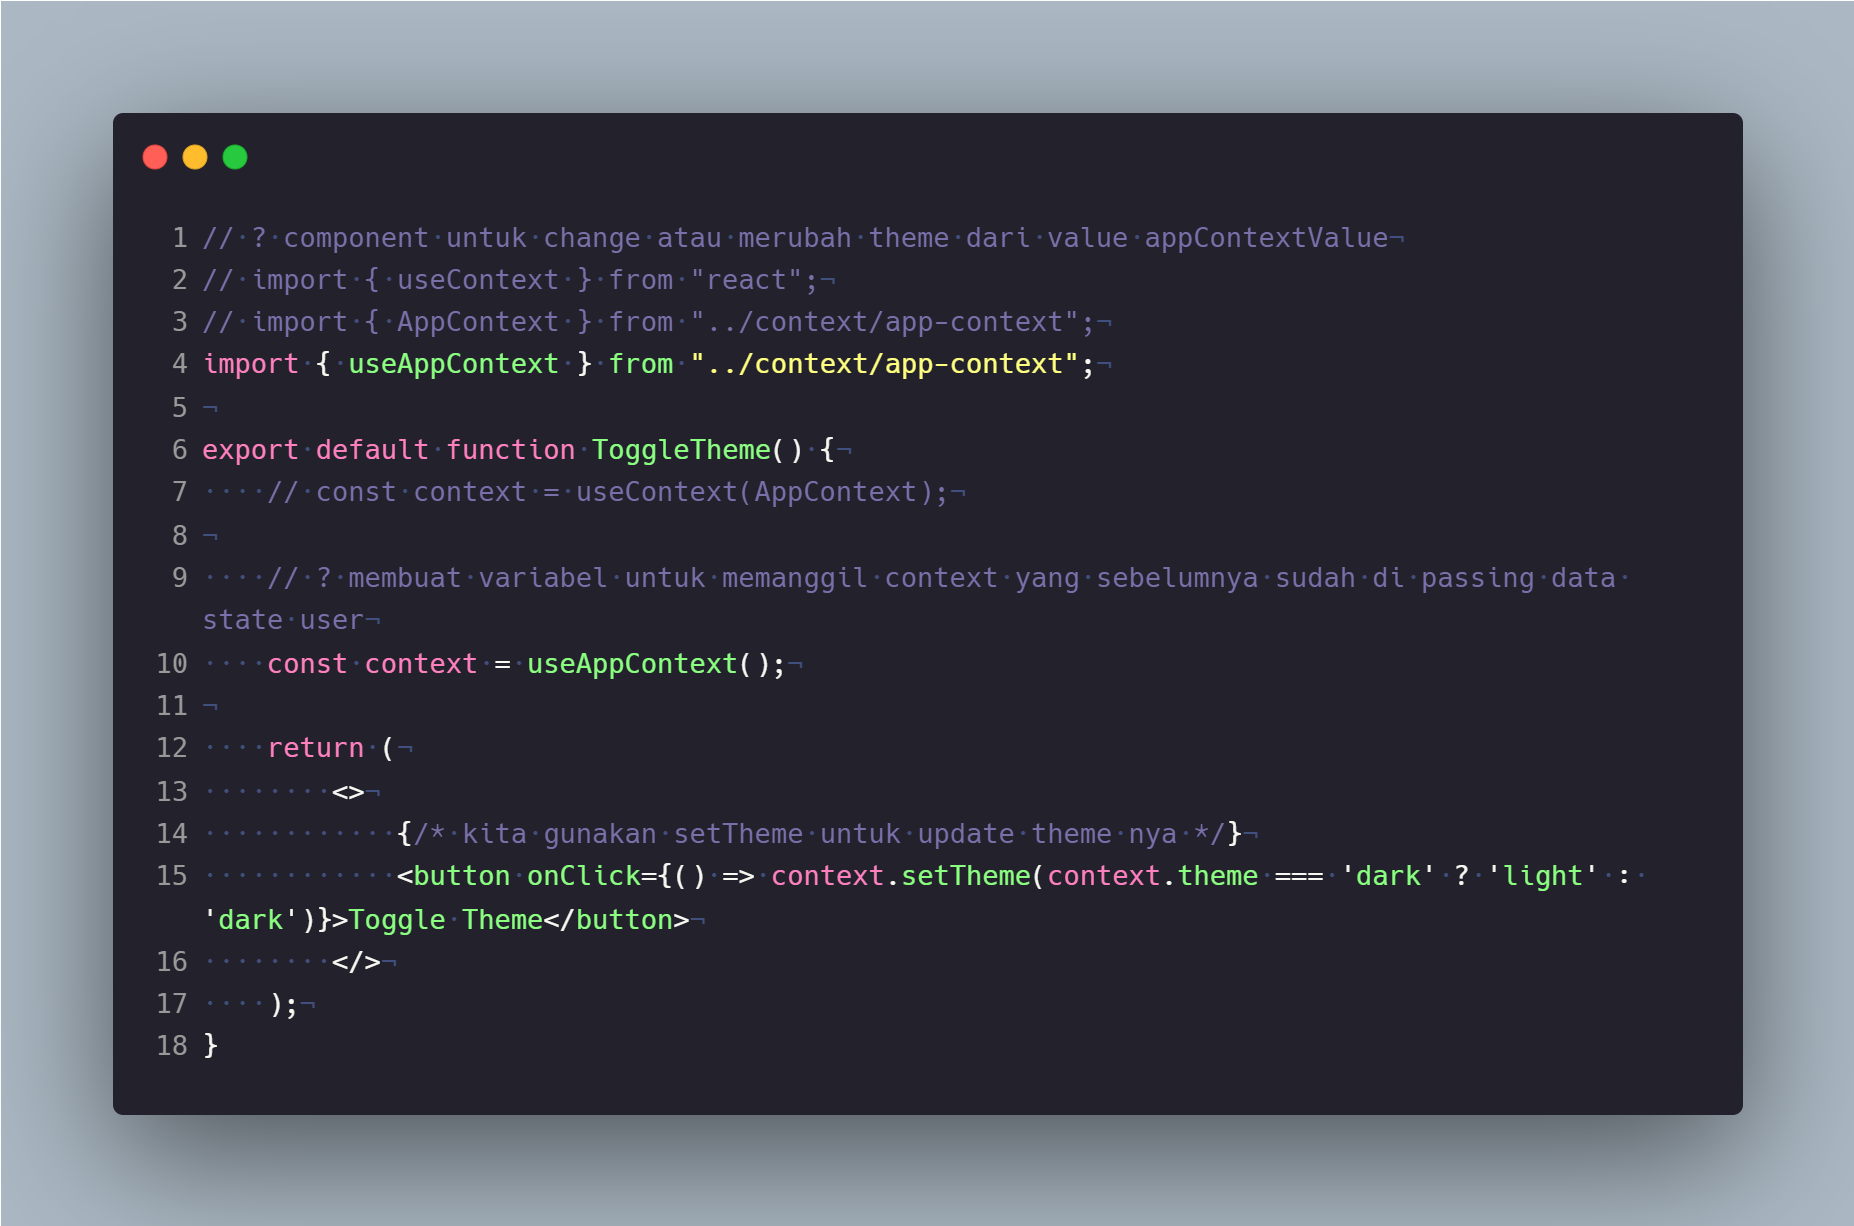 1 // ? component untuk change atau merubah theme dari value appContextValue¬
2 // import { useContext } from "react";¬
3 // import { AppContext } from "../context/app-context";¬
4 import { useAppContext } from "../context/app-context";¬
5 ¬
6 export default function ToggleTheme() {¬
7 ····// const context = useContext(AppContext);¬
8 ¬
9 ····// ? membuat variabel untuk memanggil context yang sebelumnya sudah di passing data
state user¬
10 ····const context = useAppContext();¬
11 ¬
12 ····return (¬
13 ········<>¬
14 ············{/* kita gunakan setTheme untuk update theme nya */}¬
15 ············<button onClick={() => context.setTheme(context.theme === 'dark' ? 'light' :
'dark')}>Toggle Theme</button>¬
16 ········</>¬
17 ····);¬
18 }